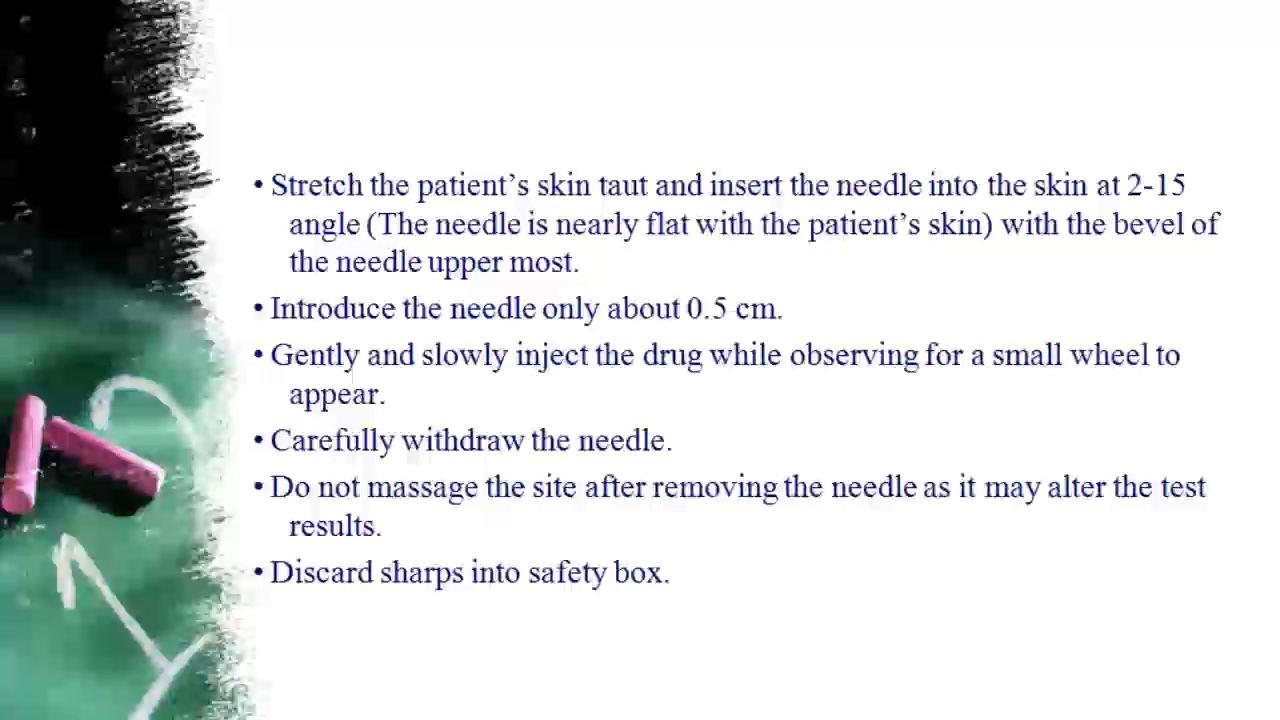 • Stretch the patient’s skin taut and insert the needle into the skin at 2-15
angle (The needle is nearly flat with the patient’s skin) with the bevel of
the needle upper most.
• Introduce the needle only about 0.5 cm.
• Gently and slowly inject the drug while observing for a small wheel to
appear.
• Carefully withdraw the needle.
• Do not massage the site after removing the needle as it may alter the test
results.
• Discard sharps into safety box.